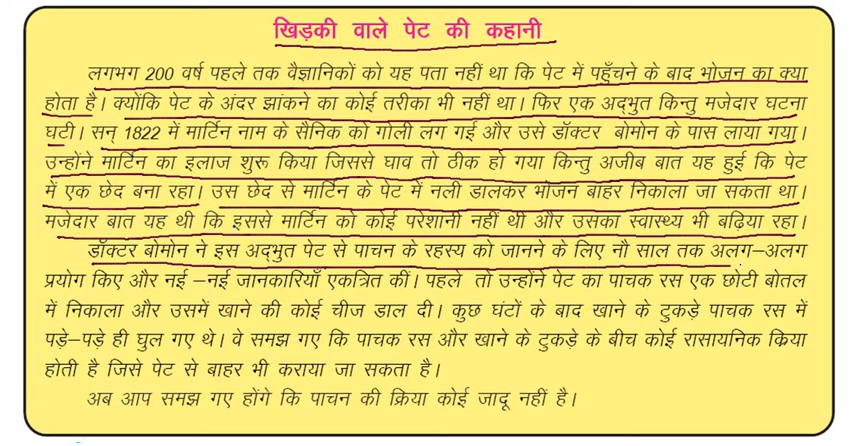 खिड़की वाले पेट की कहानी
लगभग 200 वर्ष पहले तक वैज्ञानिकों को यह पता नहीं था कि पेट में पहुँचने के बाद भोजन का क्या
होता है। क्योंकि पेट के अंदर झांकने का कोई तरीका भी नहीं था। फिर एक अद्भुत किन्तु मजेदार घटना
घटी। सन् 1822 में मार्टिन नाम के सैनिक को गोली लग गई और उसे डॉक्टर बोमोन के पास लाया गया।
उन्होंने मार्टिन का इलाज शुरू किया जिससे घाव तो ठीक हो गया किन्तु अजीब बात यह हुई कि पेट
में एक छेद बना रहा। उस छेद से मार्टिन के पेट में नली डालकर भोजन बाहर निकाला जा सकता था।
मजेदार बात यह थी कि इससे मार्टिन को कोई परेशानी नहीं थी और उसका स्वास्थ्य भी बढ़िया रहा।
डॉक्टर बोमोन ने इस अद्भुत पेट से पाचन के रहस्य को जानने के लिए नौ साल तक अलग–अलग
प्रयोग किए और नई –नई जानकारियाँ एकत्रित कीं। पहले तो उन्होंने पेट का पाचक रस एक छोटी बोतल
में निकाला और उसमें खाने की कोई चीज डाल दी। कुछ घंटों के बाद खाने के टुकड़े पाचक रस में
पड़े–पड़े ही घुल गए थे। वे समझ गए कि पाचक रस और खाने के टुकड़े के बीच कोई रासायनिक क्रिया
होती है जिसे पेट से बाहर भी कराया जा सकता है।
अब आप समझ गए होंगे कि पाचन की क्रिया कोई जादू नहीं है।